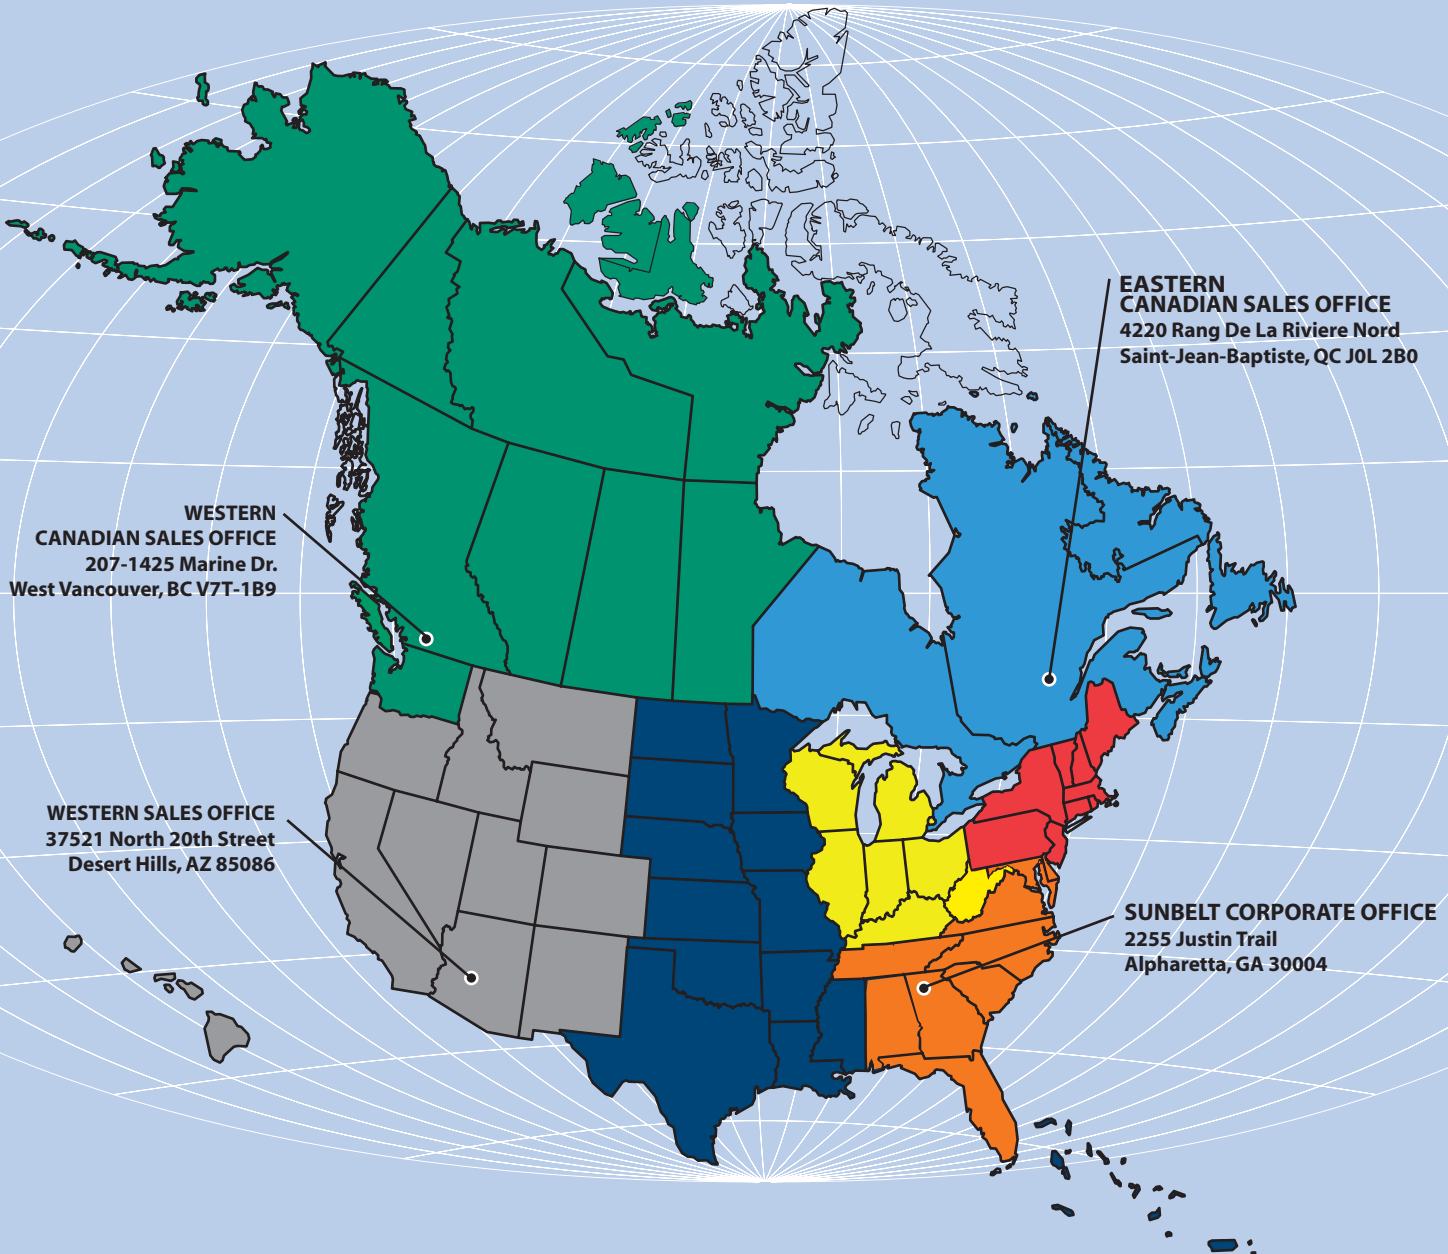 EASTERN
CANADIAN SALES OFFICE
4220 Rang De La Riviere Nord
Saint-Jean-Baptiste, QC J0L 2B0
WESTERN
CANADIAN SALES OFFICE
207-1425 Marine Dr.
West Vancouver, BC V7T-1B9
WESTERN SALES OFFICE
37521 North 20th Street
Desert Hills, AZ 85086
SUNBELT CORPORATE OFFICE
2255 Justin Trail
Alpharetta, GA 30004